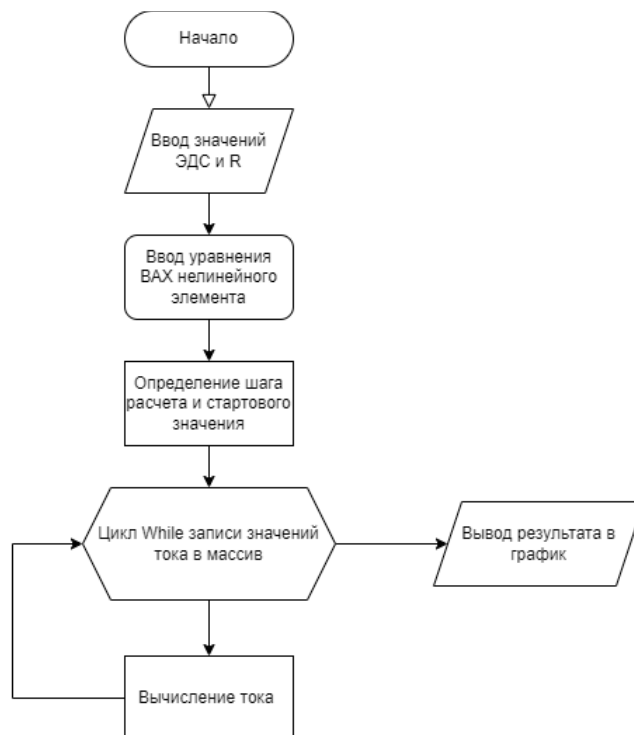 Начало
Ввод значений
ЭДС и R
Ввод уравнения
ВАХ нелинейного
элемента
Определение шага
расчета и стартового
значения
Цикл While записи значений
тока в массив
Вывод результата в
график
Вычисление тока